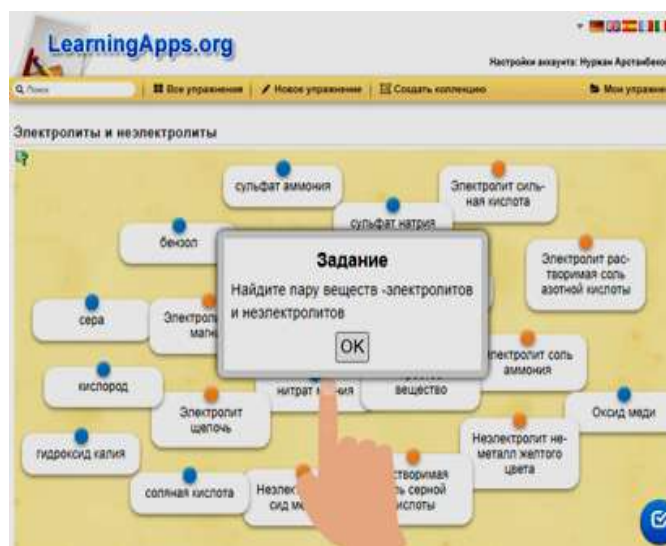 LearningApps.org
Настройки аккаунта: Нуржан Арстанбеков
Поиск
Все упражнения
Новое упражнение
Создать коллекцию
Мои упражне
Электролиты и неэлектролиты
сульфат аммония
Электролит силь-
ная кислота
сульфат натрия
бензол
Электролит рас-
творимая соль
азотной кислоты
Задание
Найдите пару веществ -электролитов
и неэлектролитов
OK
сера
кислород
нитрат
вещество
электролит соль
аммония
Электролит
щелочь
Оксид меди
гидроксид калия
Неэлектролит не-
металл желтого
цвета
соляная кислота
серной